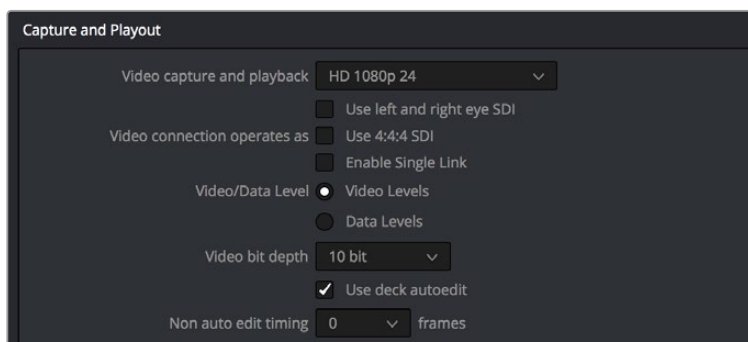 Capture and Playout
Video capture and playback HD 1080p 24
Use left and right eye SDI
Video connection operates as Use 4:4:4 SDI
Enable Single Link
Video/Data Level Video Levels
Data Levels
Video bit depth 10 bit
Use deck autoedit
Non auto edit timing 0 frames